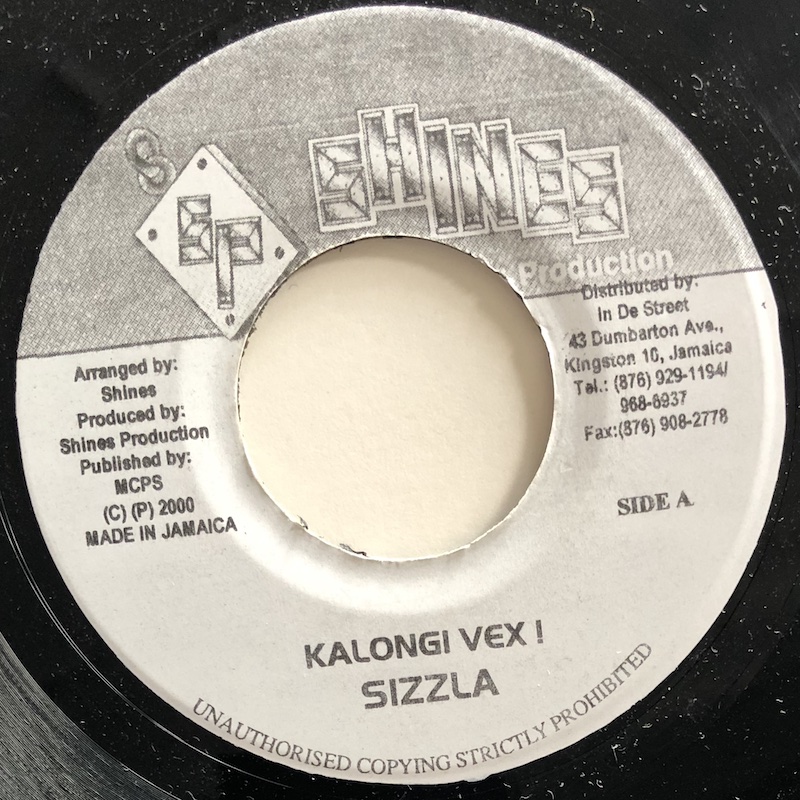 S
SP
SHINES
Production
Distributed by:
In De Street
43 Dumbarton Ave.,
Kingston 10, Jamaica
Tel.: (876) 929-1194/
968-6937
Fax:(876) 908-2778
Arranged by:
Shines
Produced by:
Shines Production
Published by:
MCPS
(C) (P) 2000
MADE IN JAMAICA
SIDE A
KALONGI VEX !
SIZZLA
UNAUTHORISED COPYING STRICTLY PROHIBITED